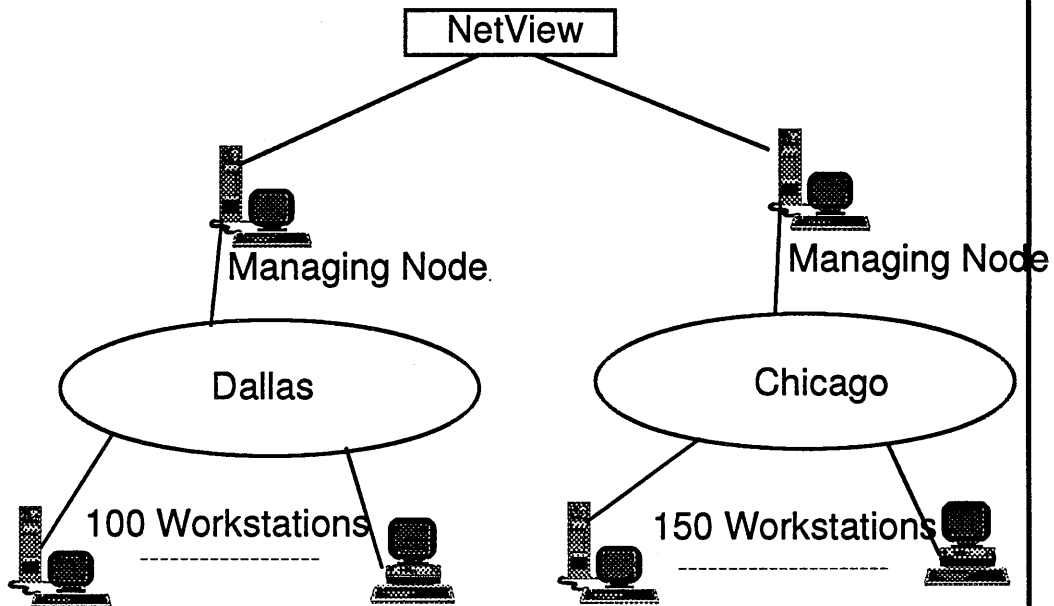 NetView
Managing Node
Managing Node
Dallas
Chicago
100 Workstations
150 Workstations